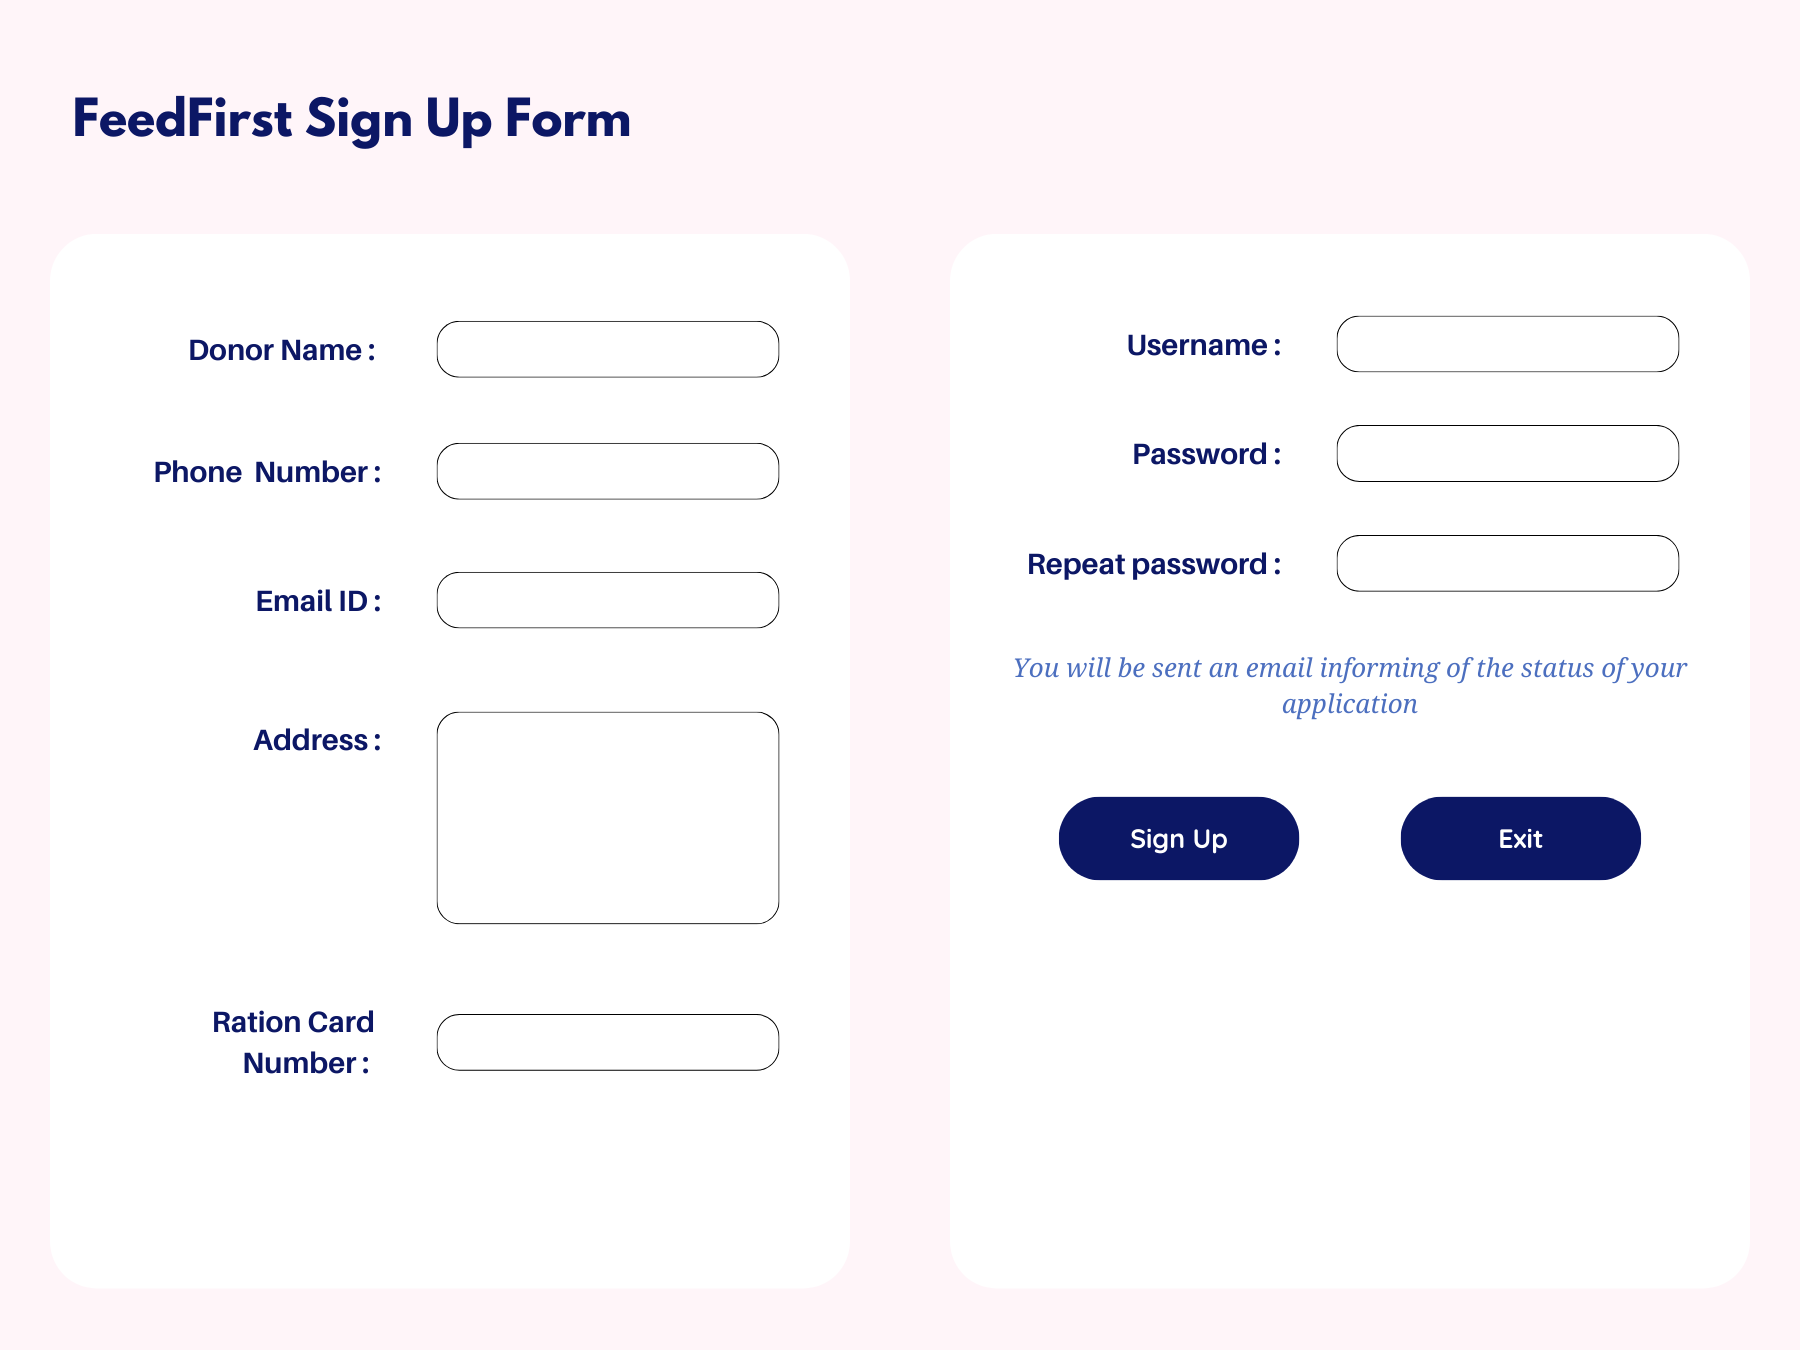 FeedFirst Sign Up Form
Donor Name :
Phone  Number :
Email ID :
Address :
Ration Card
Number :
Username :
Password :
Repeat password :
You will be sent an email informing of the status of your
application
Sign Up
Exit